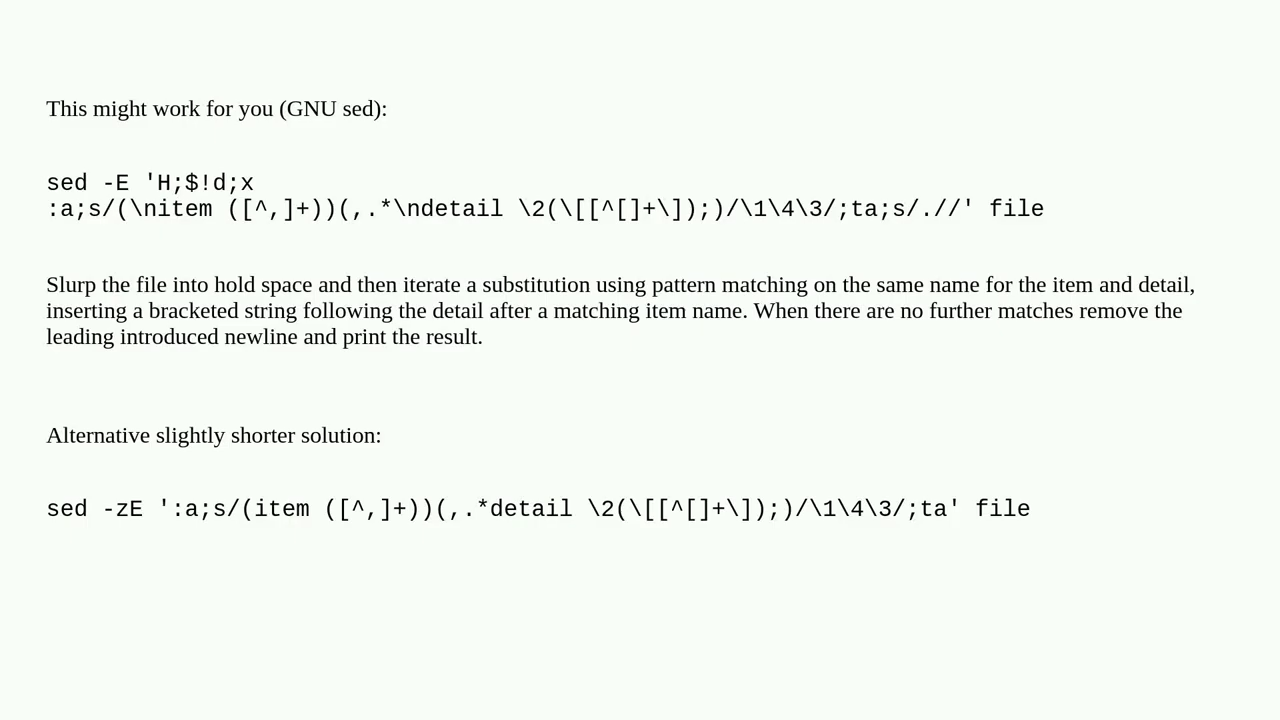 This might work for you (GNU sed):
sed -E 'H;$!d;x
:a;s/(\nitem ([^,]+))(,.*\ndetail \2(\[[^[]+\]);)/\1\4\3/;ta;s/.//' file
Slurp the file into hold space and then iterate a substitution using pattern matching on the same name for the item and detail,
inserting a bracketed string following the detail after a matching item name. When there are no further matches remove the
leading introduced newline and print the result.
Alternative slightly shorter solution:
sed -zE ':a;s/(item ([^,]+))(,.*detail \2(\[[^[]+\]);)/\1\4\3/;ta' file